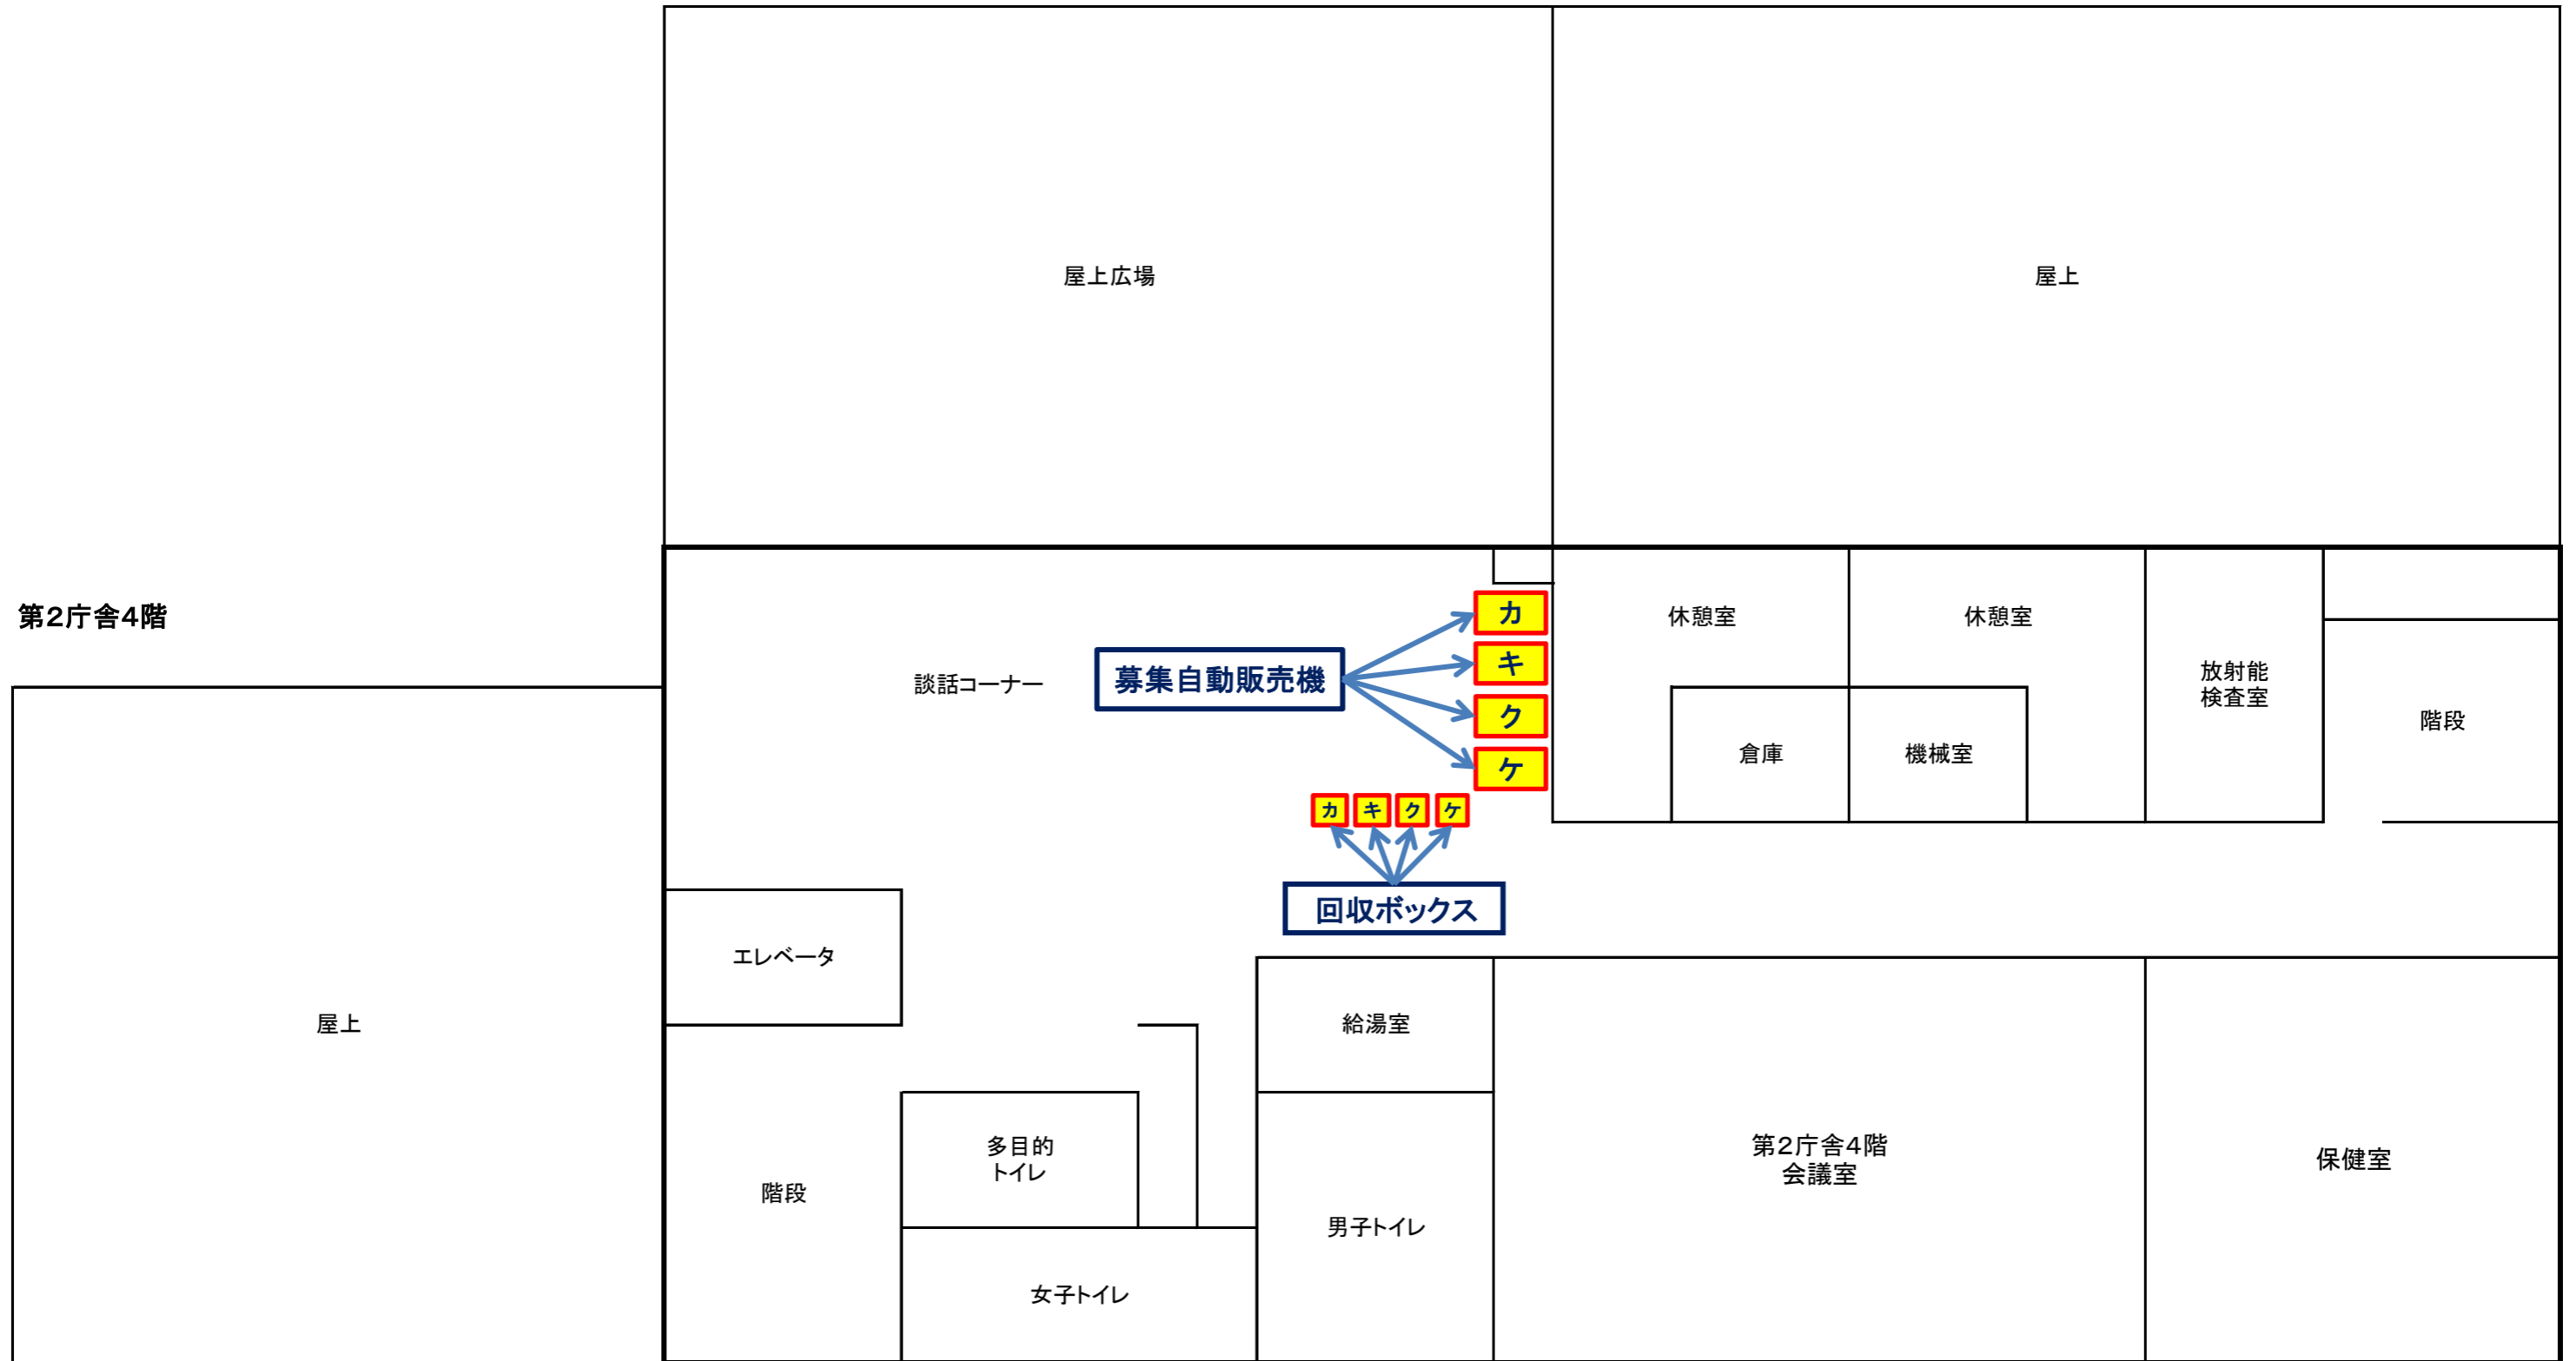 屋上広場
屋上
第2庁舎4階
カ
休憩室
休憩室
募集自動販売機
キ
談話コーナー
放射能
検査室
ク
階段
倉庫
機械室
ケ
カ
キ
ク
ケ
回収ボックス
エレベータ
屋上
給湯室
多目的
トイレ
第2庁舎4階
会議室
保健室
階段
男子トイレ
女子トイレ